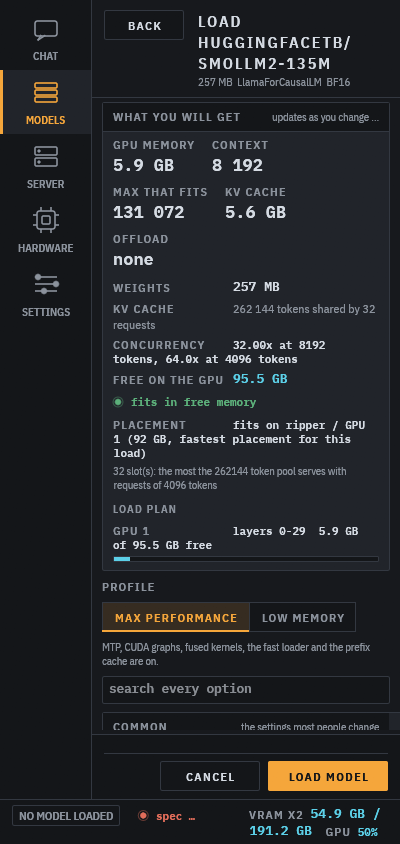 BACK
LOAD
HUGGINGFACETB/
SMOLLM2-135M
257 MB LlamaForCausalLM BF16
CHAT
MODELS
SERVER
HARDWARE
SETTINGS
WHAT YOU WILL GET updates as you change ...
GPU MEMORY CONTEXT
5.9 GB 8 192
MAX THAT FITS KV CACHE
131 072 5.6 GB
OFFLOAD
none
WEIGHTS 257 MB
KV CACHE 262 144 tokens shared by 32
requests
CONCURRENCY 32.00x at 8192
tokens, 64.0x at 4096 tokens
FREE ON THE GPU 95.5 GB
fits in free memory
PLACEMENT fits on ripper / GPU
1 (92 GB, fastest placement for this
load)
32 slot(s): the most the 262144 token pool serves with
requests of 4096 tokens
LOAD PLAN
GPU 1 layers 0-29 5.9 GB
of 95.5 GB free
PROFILE
MAX PERFORMANCE LOW MEMORY
MTP, CUDA graphs, fused kernels, the fast loader and the prefix
cache are on.
search every option
COMMON the settings most people change
CANCEL LOAD MODEL
NO MODEL LOADED spec ... VRAM X2 54.9 GB /
191.2 GB GPU 50%